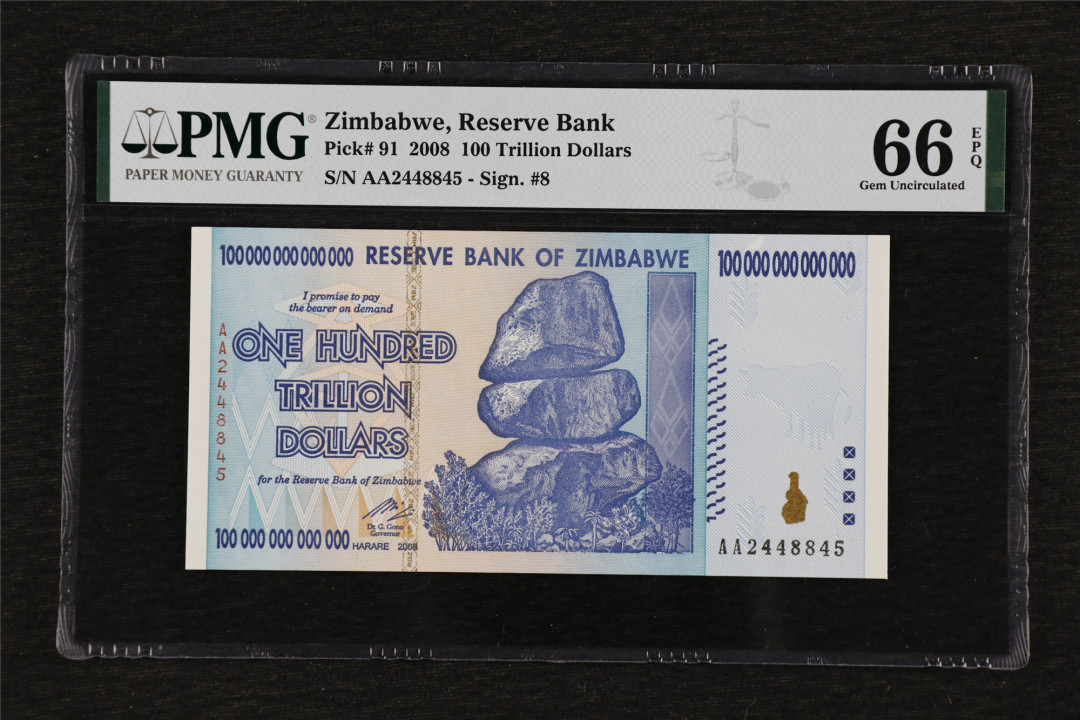 PMG®
PAPER MONEY GUARANTY
Zimbabwe, Reserve Bank
Pick# 91 2008 100 Trillion Dollars
S/N AA2448845 - Sign. #8
66 EPQ
Gem Uncirculated
100 000 000 000 000 RESERVE BANK OF ZIMBABWE 100 000 000 000 000
I promise to pay
the bearer on demand
ONE HUNDRED
TRILLION
DOLLARS
AA2448845
for the Reserve Bank of Zimbabwe
Dr. G. Gono
Governor
100 000 000 000 000 HARARE 2008
AA2448845